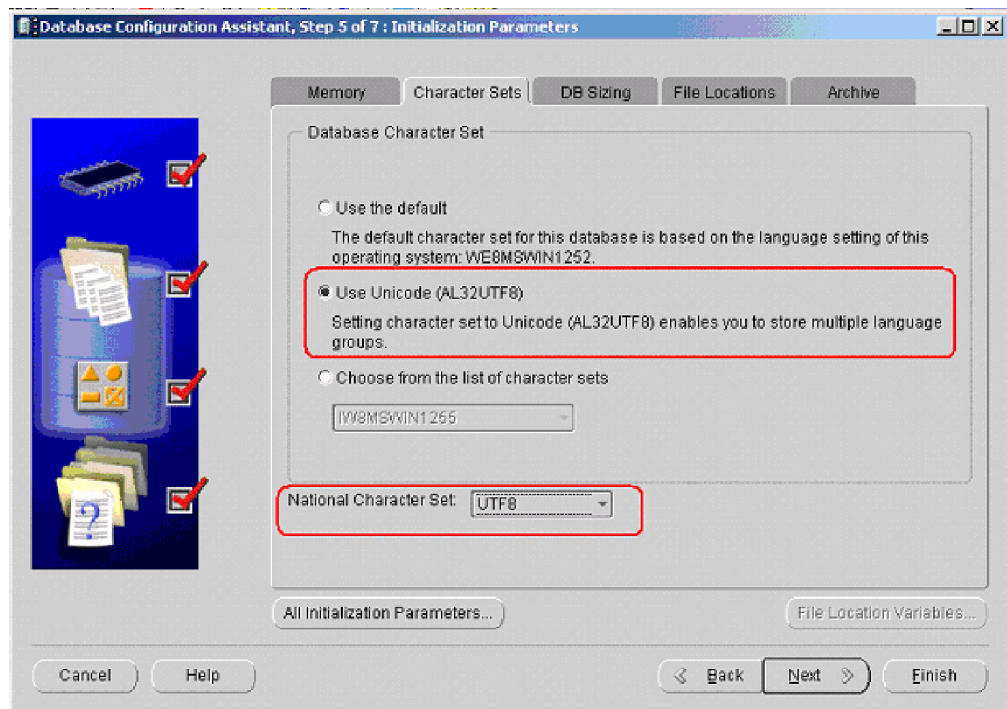 Database Configuration Assistant, Step 5 of 7 : Initialization Parameters
Memory Character Sets DB Sizing File Locations Archive
Database Character Set
Use the default
The default character set for this database is based on the language setting of this
operating system: WE8MSWIN1252.
Use Unicode (AL32UTF8)
Setting character set to Unicode (AL32UTF8) enables you to store multiple language
groups.
Choose from the list of character sets
IW8MSWIN1255
National Character Set: UTF8
All Initialization Parameters... File Location Variables...
Cancel Help Back Next Finish